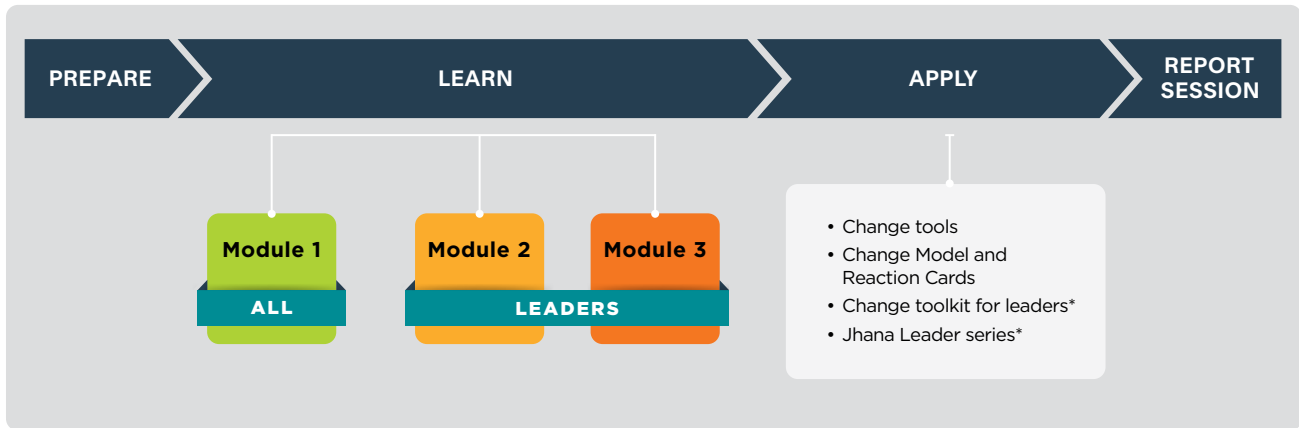 PREPARE
LEARN
APPLY
REPORT
SESSION
Module 1
ALL
Module 2
Module 3
LEADERS
• Change tools
• Change Model and
Reaction Cards
• Change toolkit for leaders*
• Jhana Leader series*